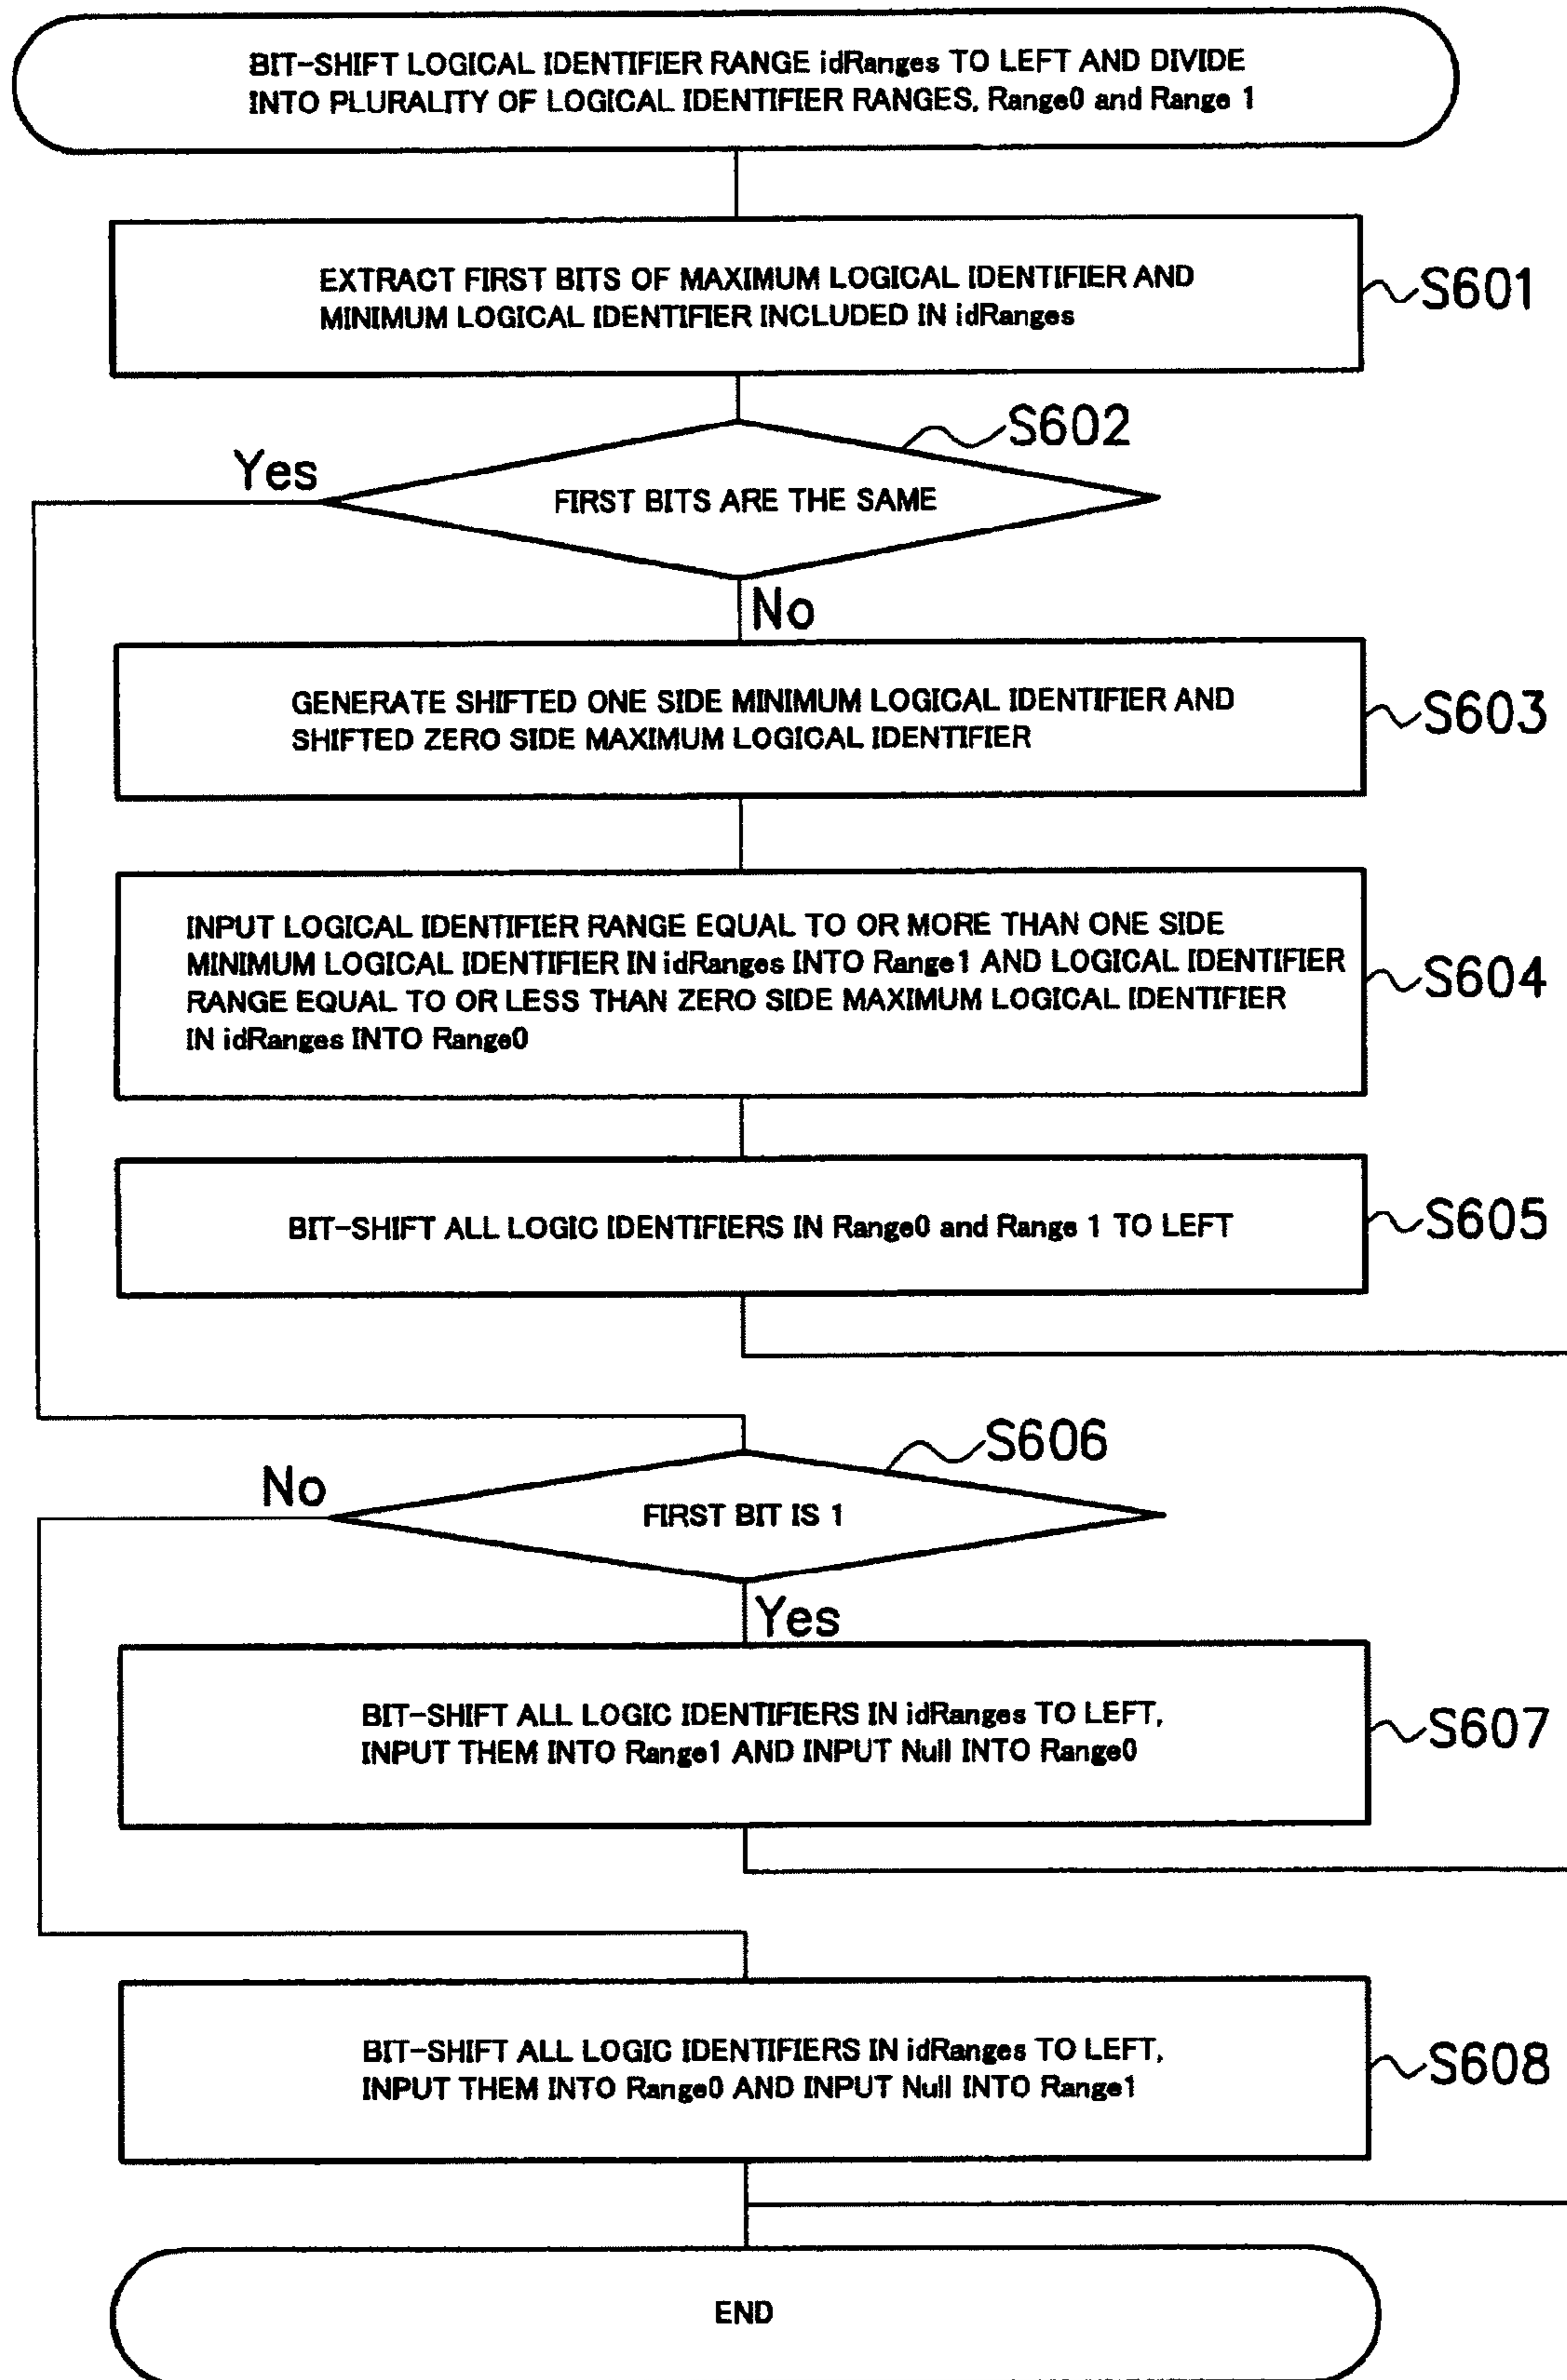 BIT-SHIFT LOGICAL IDENTIFIER RANGE idRanges TO LEFT AND DIVIDE
INTO PLURALITY OF LOGICAL IDENTIFIER RANGES, Range0 and Range 1
EXTRACT FIRST BITS OF MAXIMUM LOGICAL IDENTIFIER AND
MINIMUM LOGICAL IDENTIFIER INCLUDED IN idRanges
S601
S602
Yes
FIRST BITS ARE THE SAME
No
GENERATE SHIFTED ONE SIDE MINIMUM LOGICAL IDENTIFIER AND
SHIFTED ZERO SIDE MAXIMUM LOGICAL IDENTIFIER
S603
INPUT LOGICAL IDENTIFIER RANGE EQUAL TO OR MORE THAN ONE SIDE
MINIMUM LOGICAL IDENTIFIER IN idRanges INTO Range1 AND LOGICAL IDENTIFIER
RANGE EQUAL TO OR LESS THAN ZERO SIDE MAXIMUM LOGICAL IDENTIFIER
IN idRanges INTO Range0
S604
BIT-SHIFT ALL LOGIC IDENTIFIERS IN Range0 and Range 1 TO LEFT
S605
S606
No
FIRST BIT IS 1
Yes
BIT-SHIFT ALL LOGIC IDENTIFIERS IN idRanges TO LEFT,
INPUT THEM INTO Range1 AND INPUT Null INTO Range0
S607
BIT-SHIFT ALL LOGIC IDENTIFIERS IN idRanges TO LEFT,
INPUT THEM INTO Range0 AND INPUT Null INTO Range1
S608
END